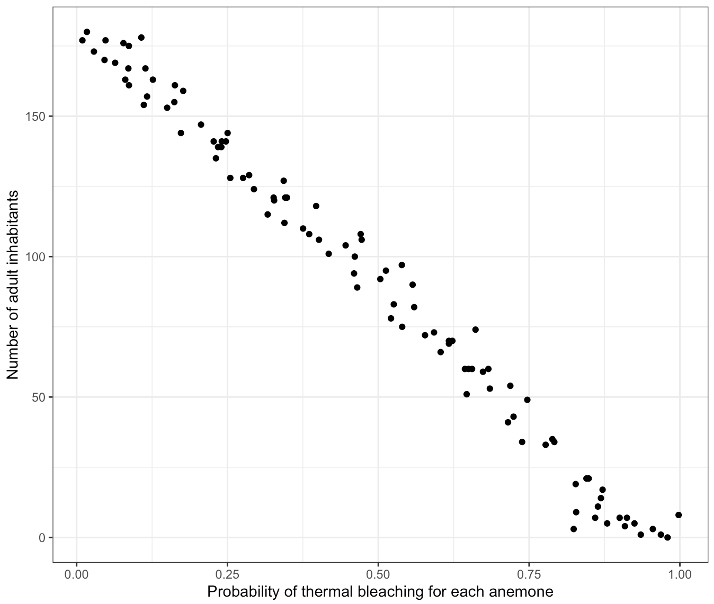 150
100
50
0
Number of adult inhabitants
0.00 0.25 0.50 0.75 1.00
Probability of thermal bleaching for each anemone